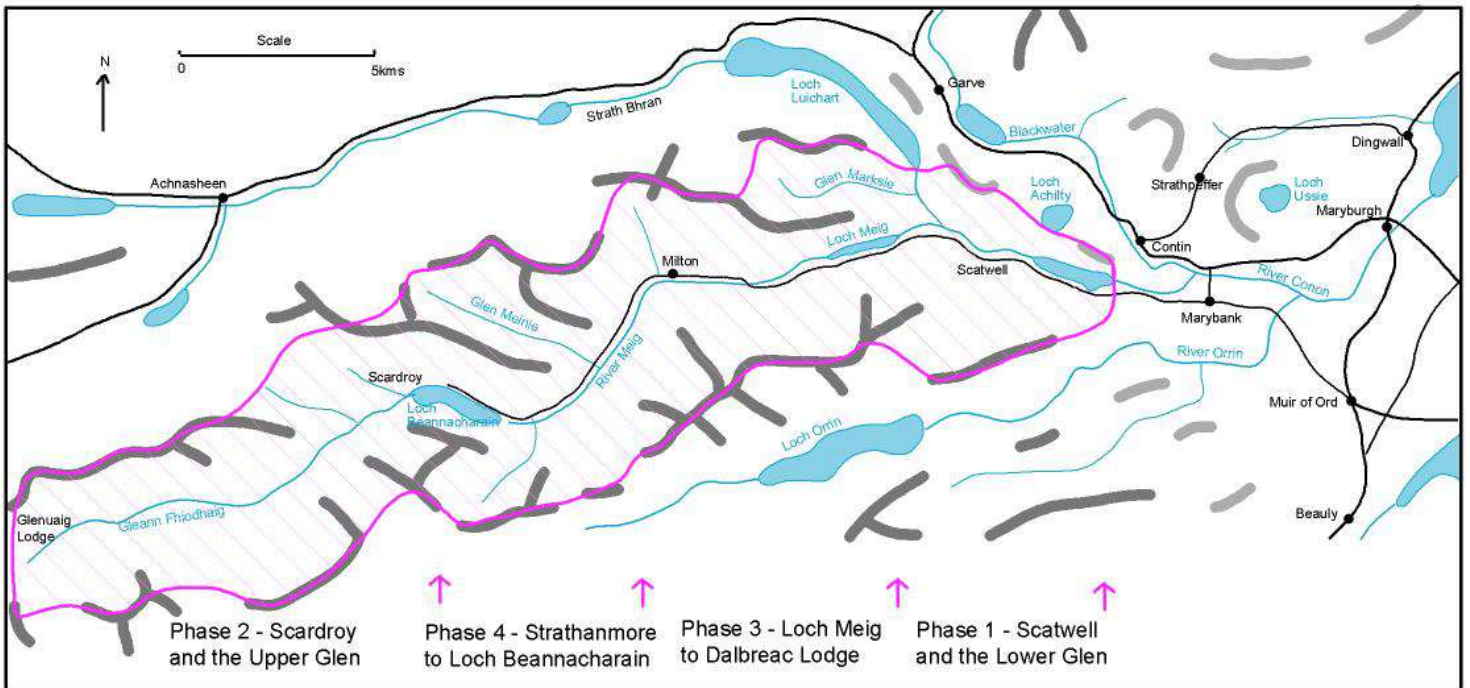 Scale
N
0 5kms
Garve
Loch
Luichart
Strath Bhran
Blackwater
Dingwall
Achnasheen
Glen Marksie
Loch
Achilty
Strathpeffer
Loch
Ussie
Maryburgh
Loch Meig
Contin
Milton
Scatwell
River Conon
Glen Meinie
Marybank
River Meig
River Orrin
Scardroy
Loch
Beannacharain
Muir of Ord
Loch Orrin
Glenuaig
Lodge
Gleann Fhiodhaig
Beauly
Phase 2 - Scardroy
and the Upper Glen
Phase 4 - Strathanmore
to Loch Beannacharain
Phase 3 - Loch Meig
to Dalbreac Lodge
Phase 1 - Scatwell
and the Lower Glen